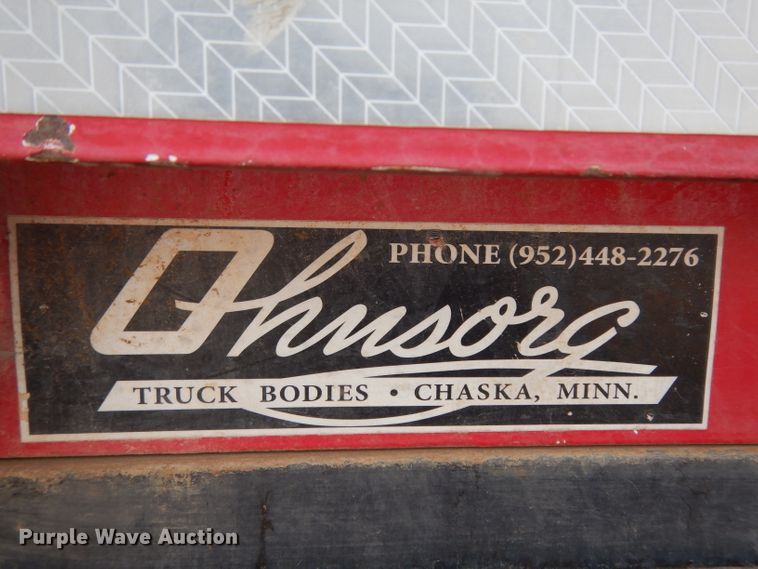 PHONE (952)448-2276
Ohnsorg
TRUCK BODIES • CHASKA, MINN.
Purple Wave Auction